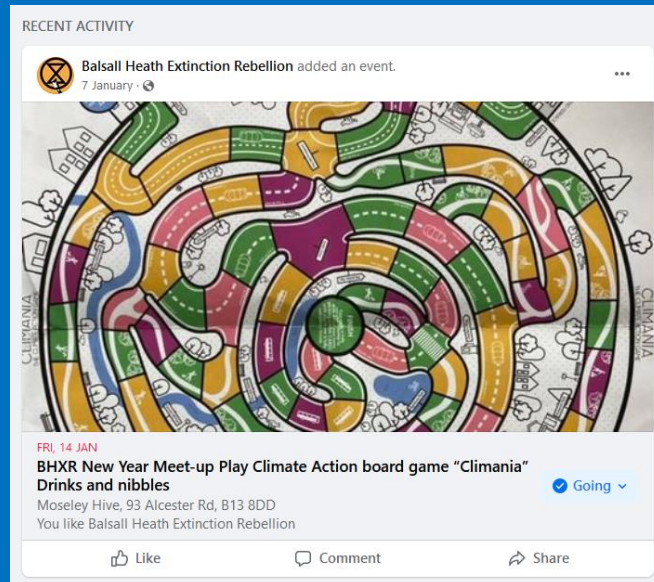 RECENT ACTIVITY
Balsall Heath Extinction Rebellion added an event.
7 January ·
CLIMANIA
CLIMANIA
FRI, 14 JAN
BHXR New Year Meet-up Play Climate Action board game “Climania”
Drinks and nibbles
Going
Moseley Hive, 93 Alcester Rd, B13 8DD
You like Balsall Heath Extinction Rebellion
Like
Comment
Share